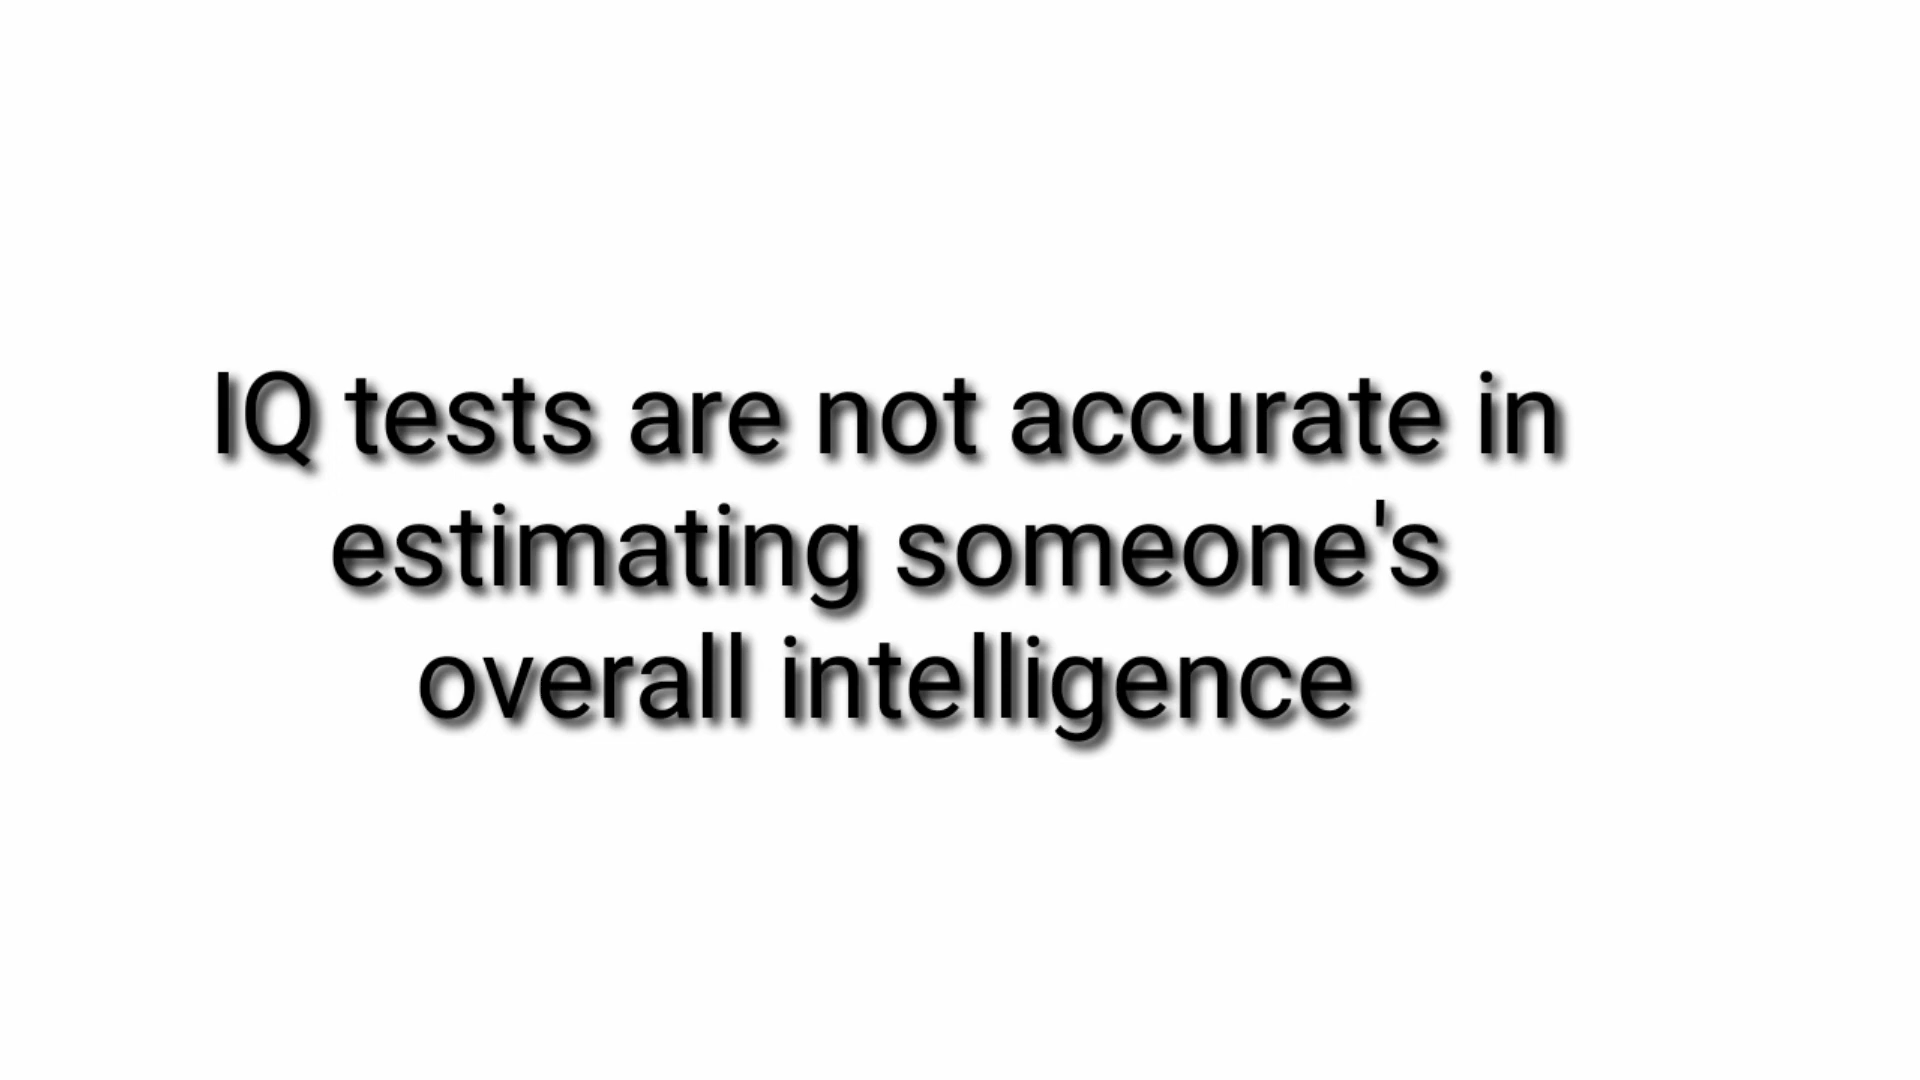 IQ tests are not accurate in
estimating someone's
overall intelligence